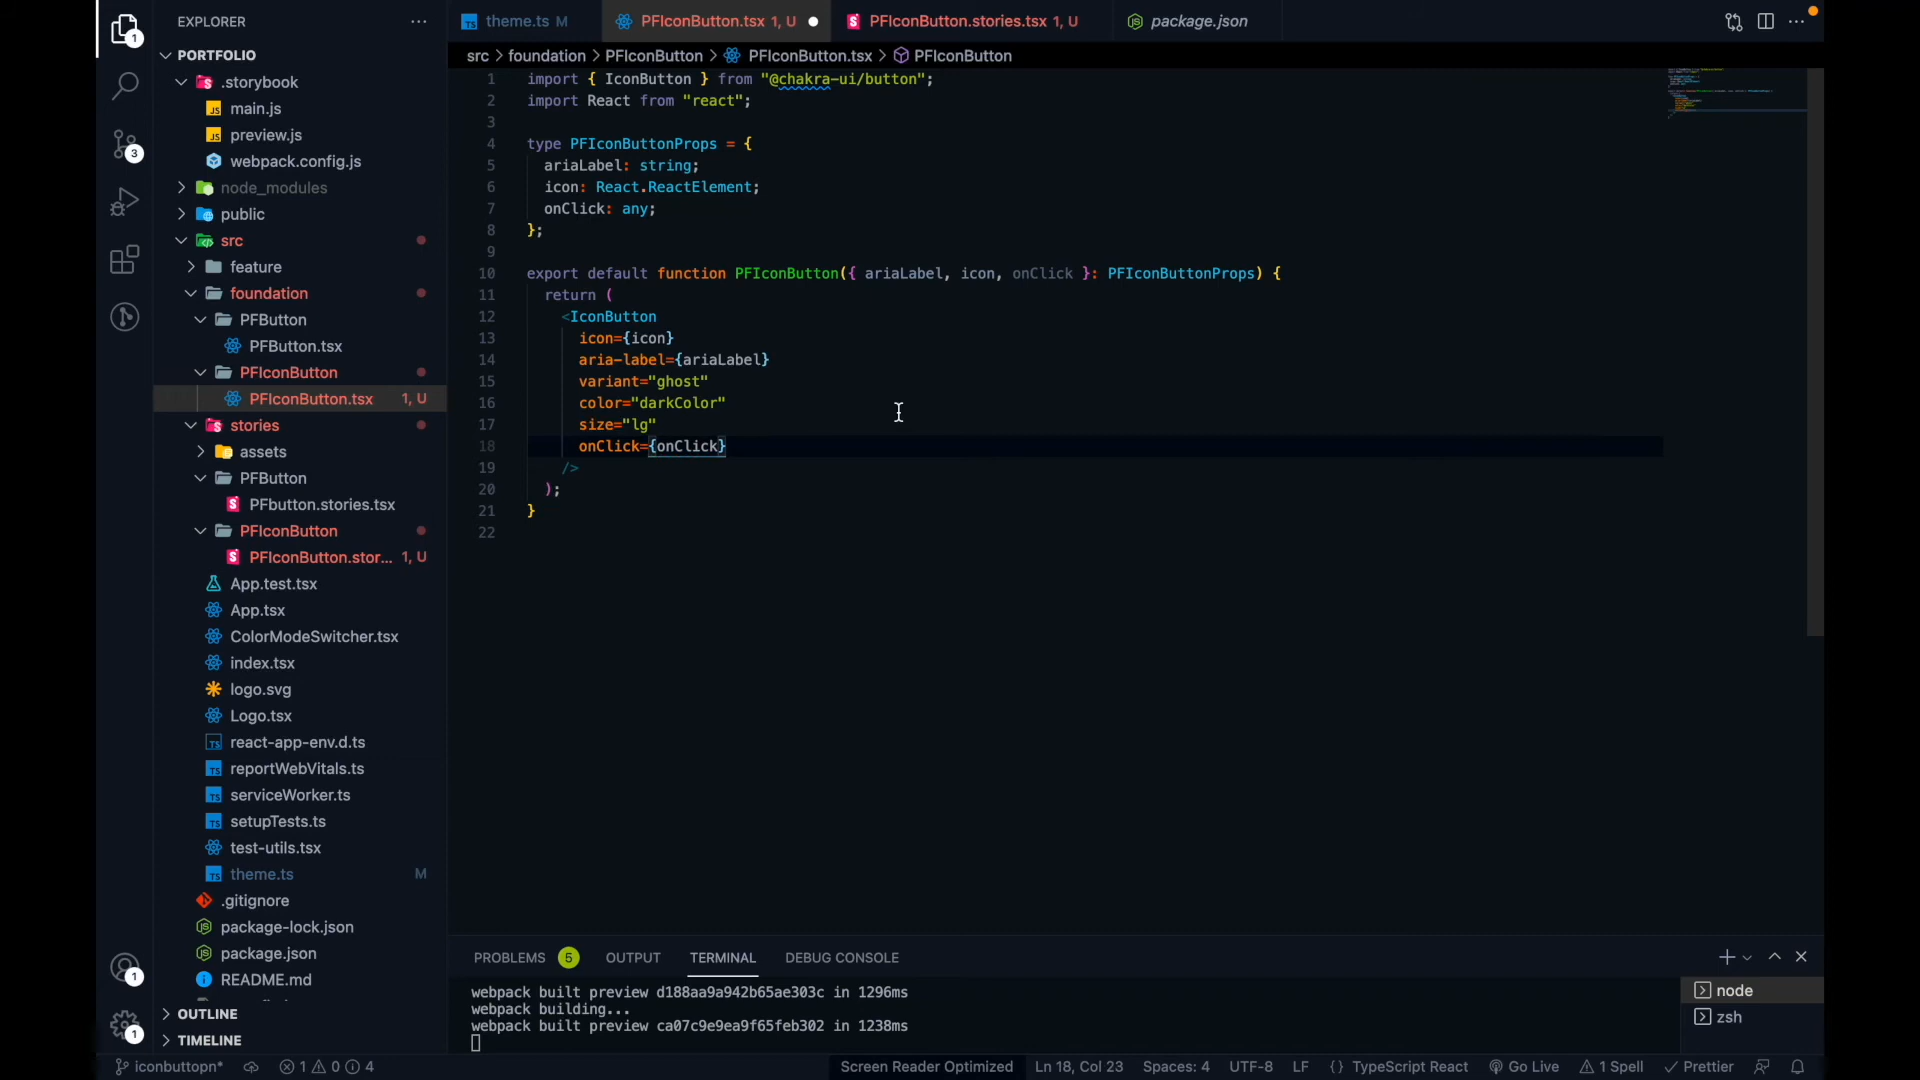 EXPLORER
PORTFOLIO
.storybook
main.js
preview.js
webpack.config.js
node_modules
public
src
feature
foundation
PFButton
PFButton.tsx
PFIconButton
PFIconButton.tsx 1, U
stories
assets
PFButton
PFbutton.stories.tsx
PFIconButton
PFIconButton.stor... 1, U
App.test.tsx
App.tsx
ColorModeSwitcher.tsx
index.tsx
logo.svg
Logo.tsx
react-app-env.d.ts
reportWebVitals.ts
serviceWorker.ts
setupTests.ts
test-utils.tsx
theme.ts M
.gitignore
package-lock.json
package.json
README.md
OUTLINE
TIMELINE
1
3
1
1
theme.ts M PFIconButton.tsx 1, U PFIconButton.stories.tsx 1, U package.json
src > foundation > PFIconButton > PFIconButton.tsx > PFIconButton
1 import { IconButton } from "@chakra-ui/button";
2 import React from "react";
3
4 type PFIconButtonProps = {
5 ariaLabel: string;
6 icon: React.ReactElement;
7 onClick: any;
8 };
9
10 export default function PFIconButton({ ariaLabel, icon, onClick }: PFIconButtonProps) {
11 return (
12 <IconButton
13 icon={icon}
14 aria-label={ariaLabel}
15 variant="ghost"
16 color="darkColor"
17 size="lg"
18 onClick={onClick}
19 />
20 );
21 }
22
PROBLEMS 5 OUTPUT TERMINAL DEBUG CONSOLE
webpack built preview d188aa9a942b65ae303c in 1296ms
webpack building...
webpack built preview ca07c9e9ea9f65feb302 in 1238ms
node
zsh
iconbuttopn* 1 0 4 Screen Reader Optimized Ln 18, Col 23 Spaces: 4 UTF-8 LF {} TypeScript React Go Live 1 Spell Prettier